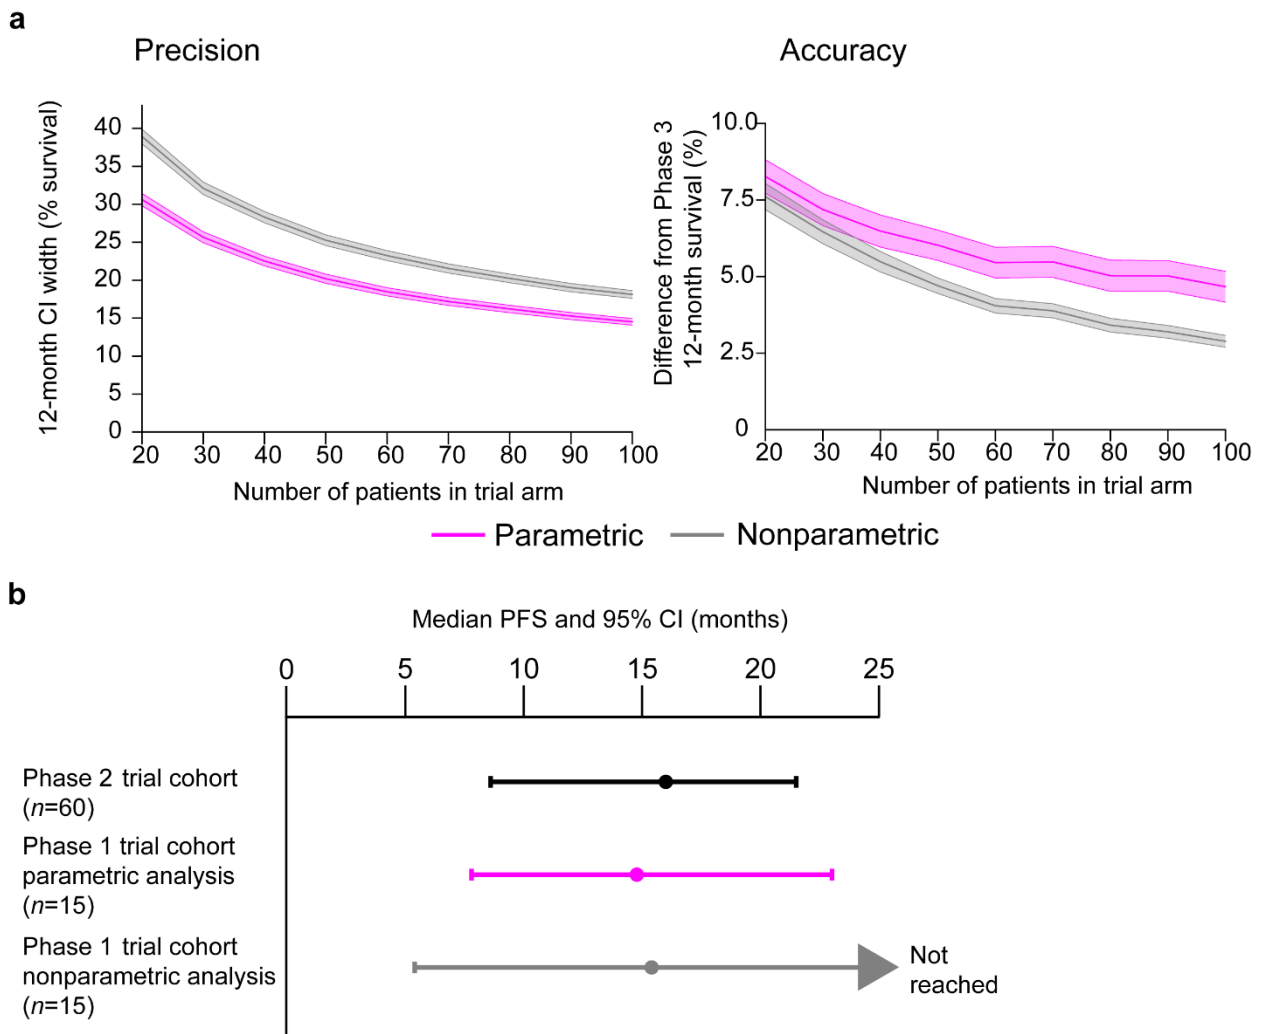 a
Precision
12-month CI width (% survival)
40
35
30
25
20
15
10
5
0
20 30 40 50 60 70 80 90 100
Number of patients in trial arm
Accuracy
Difference from Phase 3
12-month survival (%)
10.0
7.5
5.0
2.5
0
20 30 40 50 60 70 80 90 100
Number of patients in trial arm
Parametric Nonparametric
b
Median PFS and 95% CI (months)
0 5 10 15 20 25
Phase 2 trial cohort
(n=60)
Phase 1 trial cohort
parametric analysis
(n=15)
Phase 1 trial cohort
nonparametric analysis
(n=15)
Not
reached